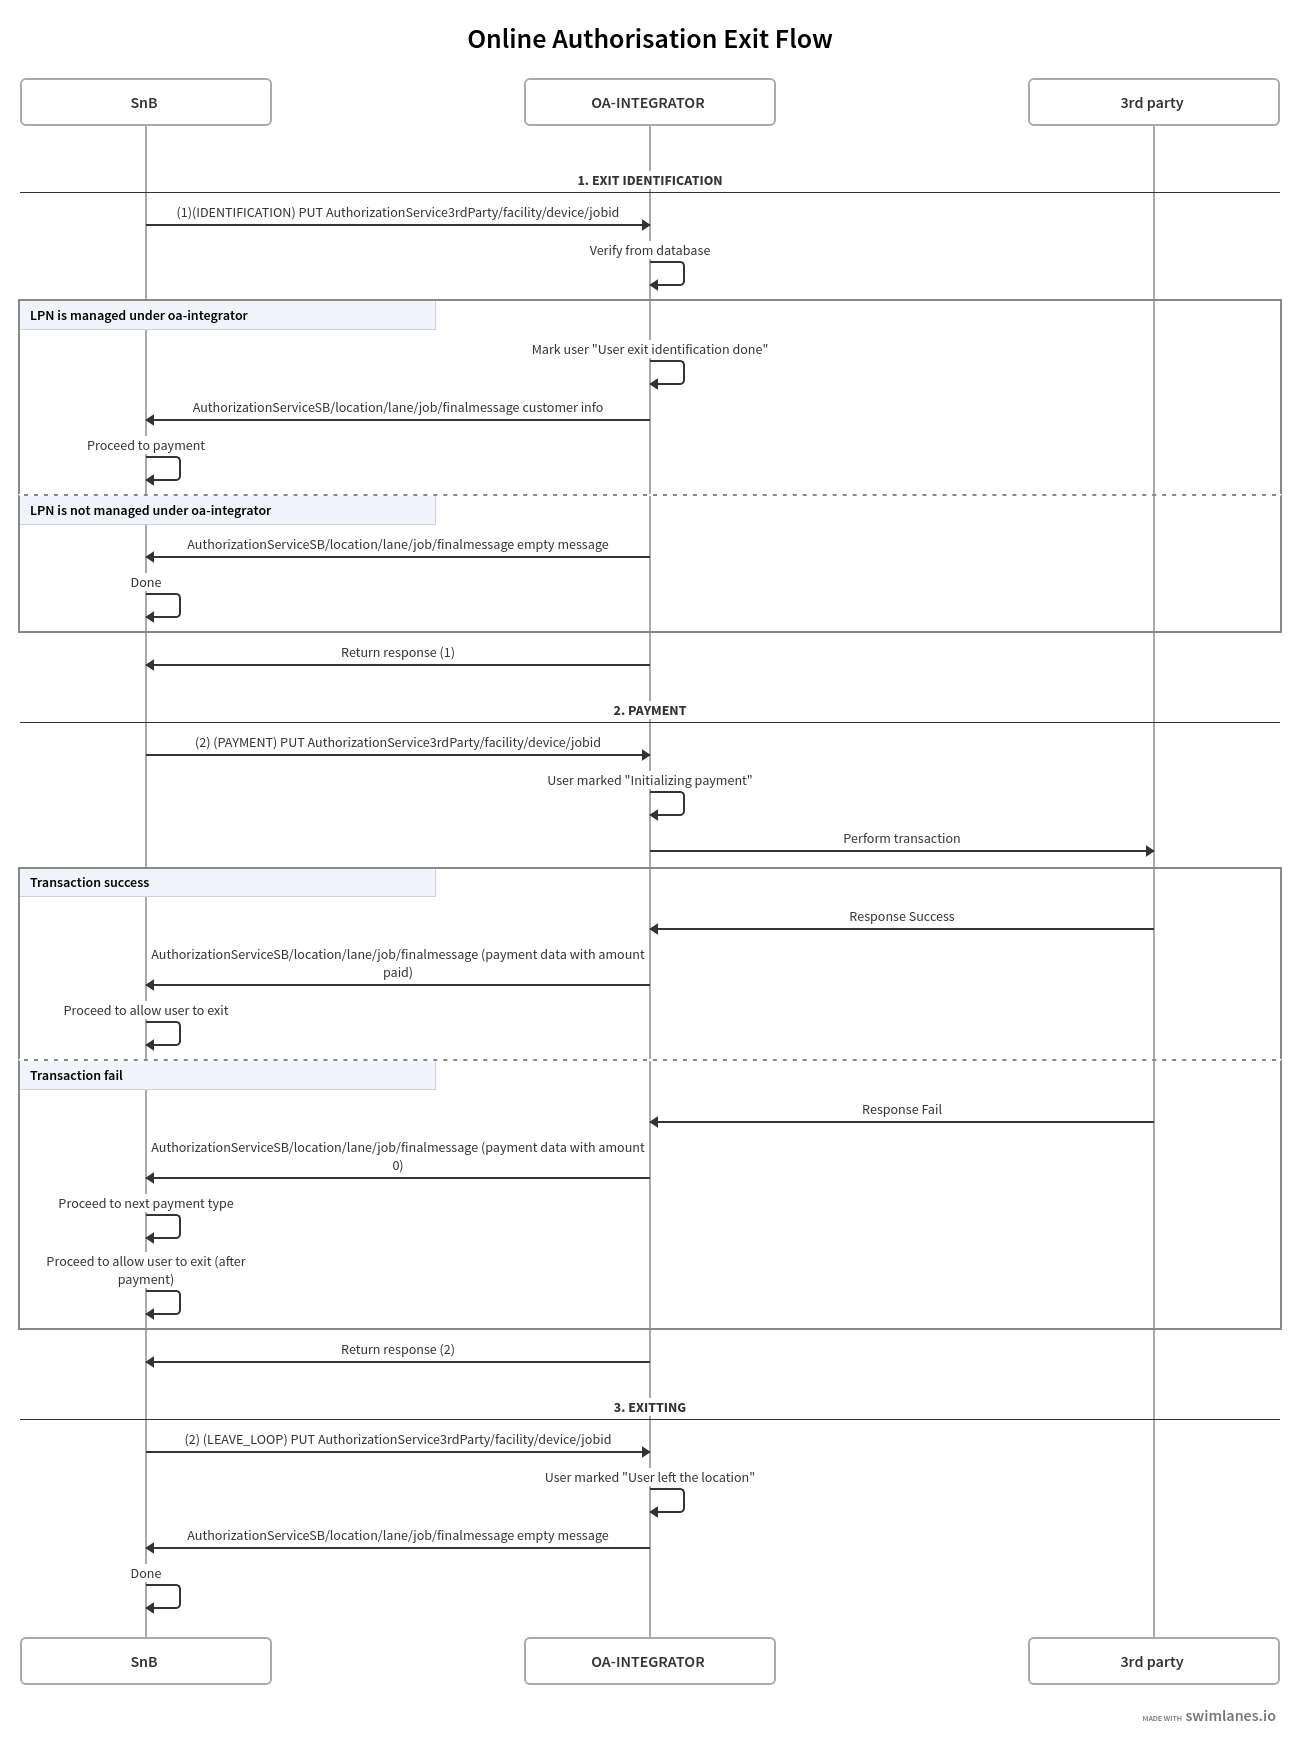 Online Authorisation Exit Flow
SnB
OA-INTEGRATOR
3rd party
1. EXIT IDENTIFICATION
(1)(IDENTIFICATION) PUT AuthorizationService3rdParty/facility/device/jobid
Verify from database
LPN is managed under oa-integrator
Mark user "User exit identification done"
AuthorizationServiceSB/location/lane/job/finalmessage customer info
Proceed to payment
LPN is not managed under oa-integrator
AuthorizationServiceSB/location/lane/job/finalmessage empty message
Done
Return response (1)
2. PAYMENT
(2) (PAYMENT) PUT AuthorizationService3rdParty/facility/device/jobid
User marked "Initializing payment"
Perform transaction
Transaction success
Response Success
AuthorizationServiceSB/location/lane/job/finalmessage (payment data with amount
paid)
Proceed to allow user to exit
Transaction fail
Response Fail
AuthorizationServiceSB/location/lane/job/finalmessage (payment data with amount
0)
Proceed to next payment type
Proceed to allow user to exit (after
payment)
Return response (2)
3. EXITTING
(2) (LEAVE_LOOP) PUT AuthorizationService3rdParty/facility/device/jobid
User marked "User left the location"
AuthorizationServiceSB/location/lane/job/finalmessage empty message
Done
SnB
OA-INTEGRATOR
3rd party
MADE WITH swimlanes.io